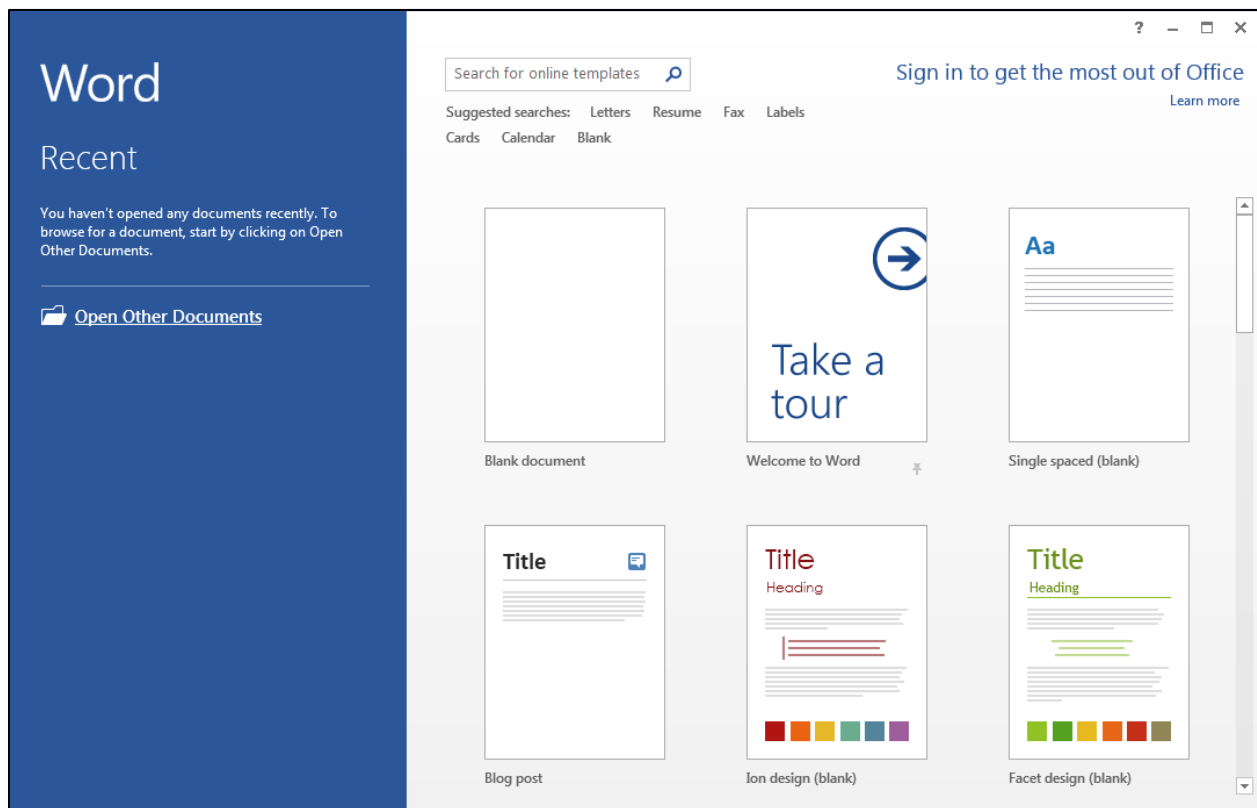 Word
Recent
You haven't opened any documents recently. To
browse for a document, start by clicking on Open
Other Documents.
Open Other Documents
?
Search for online templates
Sign in to get the most out of Office
Learn more
Suggested searches: Letters Resume Fax Labels
Cards Calendar Blank
Take a
tour
Aa
Blank document
Welcome to Word
Single spaced (blank)
Title
Title
Heading
Title
Heading
Blog post
Ion design (blank)
Facet design (blank)